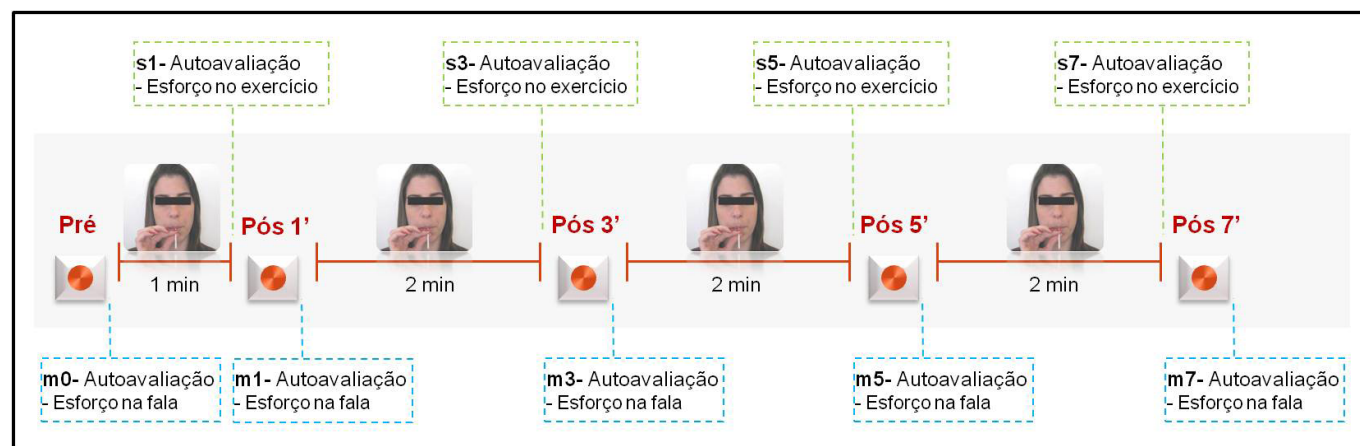 s1- Autoavaliação
- Esforço no exercício
s3- Autoavaliação
- Esforço no exercício
s5- Autoavaliação
- Esforço no exercício
s7- Autoavaliação
- Esforço no exercício
Pré
Pós 1’
Pós 3’
Pós 5’
Pós 7’
1 min
2 min
2 min
2 min
m0- Autoavaliação
- Esforço na fala
m1- Autoavaliação
- Esforço na fala
m3- Autoavaliação
- Esforço na fala
m5- Autoavaliação
- Esforço na fala
m7- Autoavaliação
- Esforço na fala